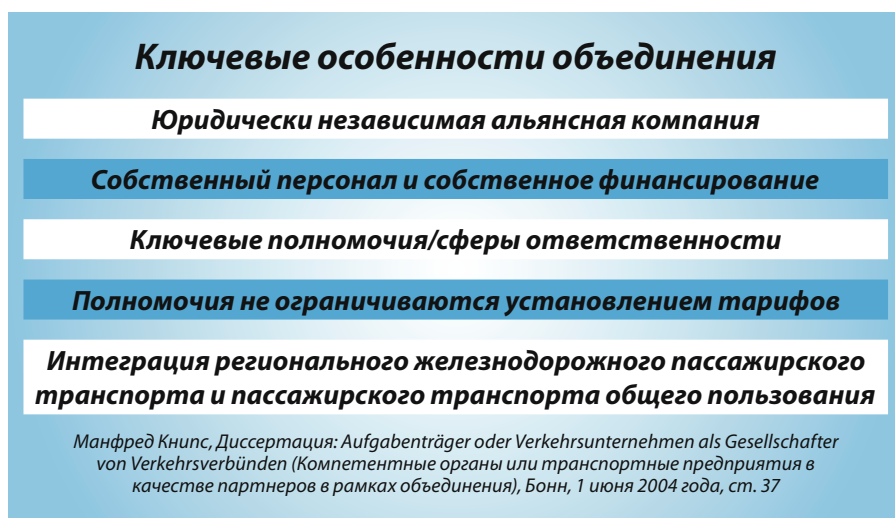 Ключевые особенности объединения
Юридически независимая альянсная компания
Собственный персонал и собственное финансирование
Ключевые полномочия/сферы ответственности
Полномочия не ограничиваются установлением тарифов
Интеграция регионального железнодорожного пассажирского
транспорта и пассажирского транспорта общего пользования
Манфред Книпс, Диссертация: Aufgabenträger oder Verkehrsunternehmen als Gesellschafter
von Verkehrsverbünden (Компетентные органы или транспортные предприятия в
качестве партнеров в рамках объединения), Бонн, 1 июня 2004 года, ст. 37